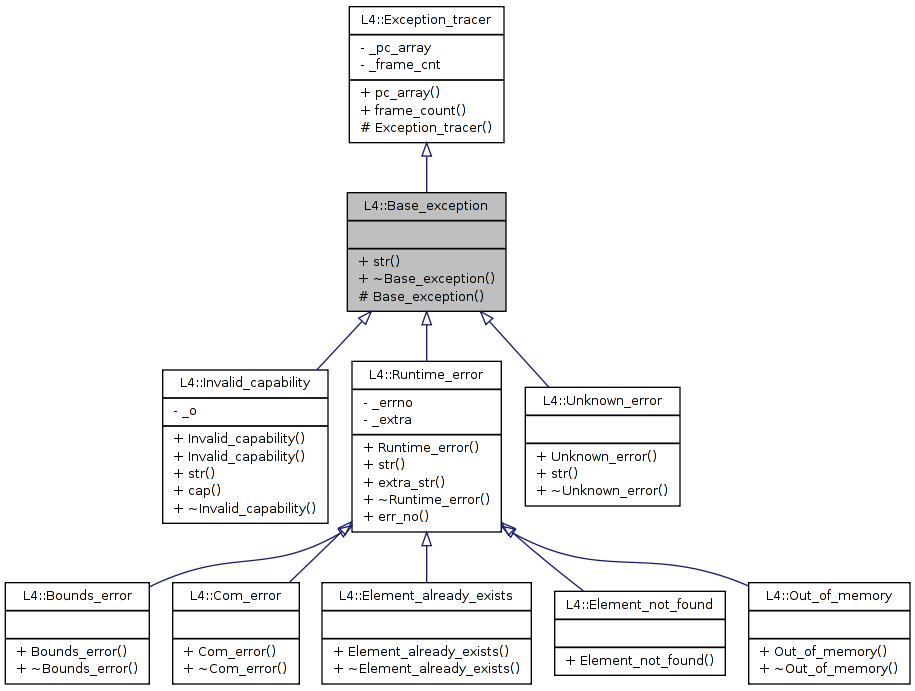 L4::Exception_tracer
- _pc_array
- _frame_cnt
+ pc_array()
+ frame_count()
# Exception_tracer()
L4::Base_exception
+ str()
+ ~Base_exception()
# Base_exception()
L4::Invalid_capability
- _o
+ Invalid_capability()
+ Invalid_capability()
+ str()
+ cap()
+ ~Invalid_capability()
L4::Runtime_error
- _errno
- _extra
+ Runtime_error()
+ str()
+ extra_str()
+ ~Runtime_error()
+ err_no()
L4::Unknown_error
+ Unknown_error()
+ str()
+ ~Unknown_error()
L4::Bounds_error
+ Bounds_error()
+ ~Bounds_error()
L4::Com_error
+ Com_error()
+ ~Com_error()
L4::Element_already_exists
+ Element_already_exists()
+ ~Element_already_exists()
L4::Element_not_found
+ Element_not_found()
L4::Out_of_memory
+ Out_of_memory()
+ ~Out_of_memory()